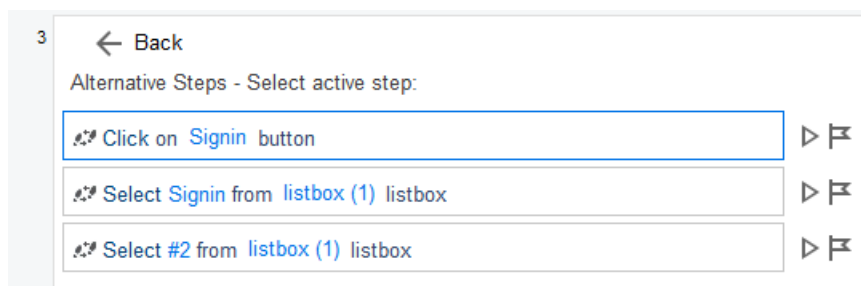 3
Back
Alternative Steps - Select active step:
Click on Signin button
Select Signin from listbox (1) listbox
Select #2 from listbox (1) listbox